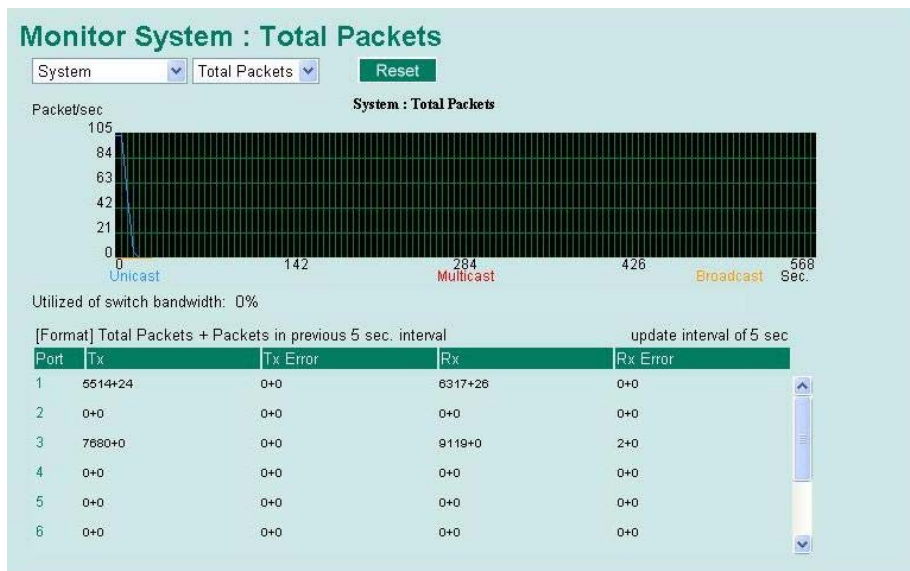 Monitor System : Total Packets
System Total Packets Reset
System : Total Packets
Packet/sec
105
84
63
42
21
0
0 142 284 426 568
Unicast Multicast Broadcast Sec.
Utilized of switch bandwidth: 0%
[Format] Total Packets + Packets in previous 5 sec. interval update interval of 5 sec
Port Tx Tx Error Rx Rx Error
1 5514+24 0+0 6317+26 0+0
2 0+0 0+0 0+0 0+0
3 7680+0 0+0 9119+0 2+0
4 0+0 0+0 0+0 0+0
5 0+0 0+0 0+0 0+0
6 0+0 0+0 0+0 0+0